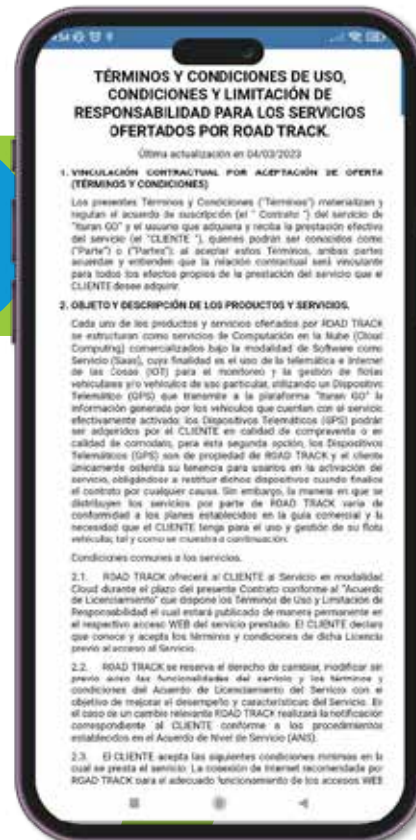 TÉRMINOS Y CONDICIONES DE USO,
CONDICIONES Y LIMITACIÓN DE
RESPONSABILIDAD PARA LOS SERVICIOS
OFERTADOS POR ROAD TRACK.
Última actualización en 04/03/2023
1. VINCULACIÓN CONTRACTUAL POR ACEPTACIÓN DE OFERTA
(TÉRMINOS Y CONDICIONES)
Los presentes Términos y Condiciones ("Términos") materializan y
regulan el acuerdo de suscripción (el " Contrato ") del servicio de
"Ituran GO" y el usuario que adquiera y reciba la prestación efectiva
del servicio (el "CLIENTE "), quienes podrán ser conocidos como
("Parte") o ("Partes"); al aceptar estos Términos, ambas partes
acuerdan y entienden que la relación contractual será vinculante
para todos los efectos propios de la prestación del servicio que el
CLIENTE desee adquirir.
2. OBJETO Y DESCRIPCIÓN DE LOS PRODUCTOS Y SERVICIOS.
Cada uno de los productos y servicios ofertados por ROAD TRACK
se estructuran como servicios de Computación en la Nube (Cloud
Computing) comercializados bajo la modalidad de Software como
Servicio (Saas), cuya finalidad es el uso de la telemática e Internet
de las Cosas (IOT) para el monitoreo y la gestión de flotas
vehiculares y/o vehículos de uso particular, utilizando un Dispositivo
Telemático (GPS) que transmite a la plataforma "Ituran GO" la
información generada por los vehículos que cuentan con el servicio
efectivamente activado. los Dispositivos Telemáticos (GPS) podrán
ser adquiridos por el CLIENTE en calidad de compraventa o en
calidad de comodato, para esta segunda opción, los Dispositivos
Telemáticos (GPS) son de propiedad de ROAD TRACK y el cliente
únicamente ostenta su tenencia para usarlos en la activación del
servicio, obligándose a restituir dichos dispositivos cuando finalice
el contrato por cualquier causa. Sin embargo, la manera en que se
distribuyen los servicios por parte de ROAD TRACK varía de
conformidad a los planes establecidos en la guía comercial y la
necesidad que el CLIENTE tenga para el uso y gestión de su flota
vehicular, tal y como se muestra a continuación:
Condiciones comunes a los servicios.
2.1. ROAD TRACK ofrecerá al CLIENTE el Servicio en modalidad
Cloud durante el plazo del presente Contrato conforme al "Acuerdo
de Licenciamiento" que dispone los Términos de Uso y Limitación de
Responsabilidad el cual estará publicado de manera permanente en
el respectivo acceso WEB del servicio prestado. El CLIENTE declara
que conoce y acepta los términos y condiciones de dicha Licencia
previo al acceso al Servicio.
2.2. ROAD TRACK se reserva el derecho de cambiar, modificar sin
previo aviso las funcionalidades del servicio y los términos y
condiciones del Acuerdo de Licenciamiento del Servicio con el
objetivo de mejorar el desempeño y características del Servicio. En
el caso de un cambio relevante ROAD TRACK realizará la notificación
correspondiente al CLIENTE conforme a los procedimientos
establecidos en el Acuerdo de Nivel de Servicio (ANS).
2.3. El CLIENTE acepta las siguientes condiciones mínimas en la
cual se presta el servicio. La conexión de Internet recomendada por
ROAD TRACK para el adecuado funcionamiento de los accesos WEB